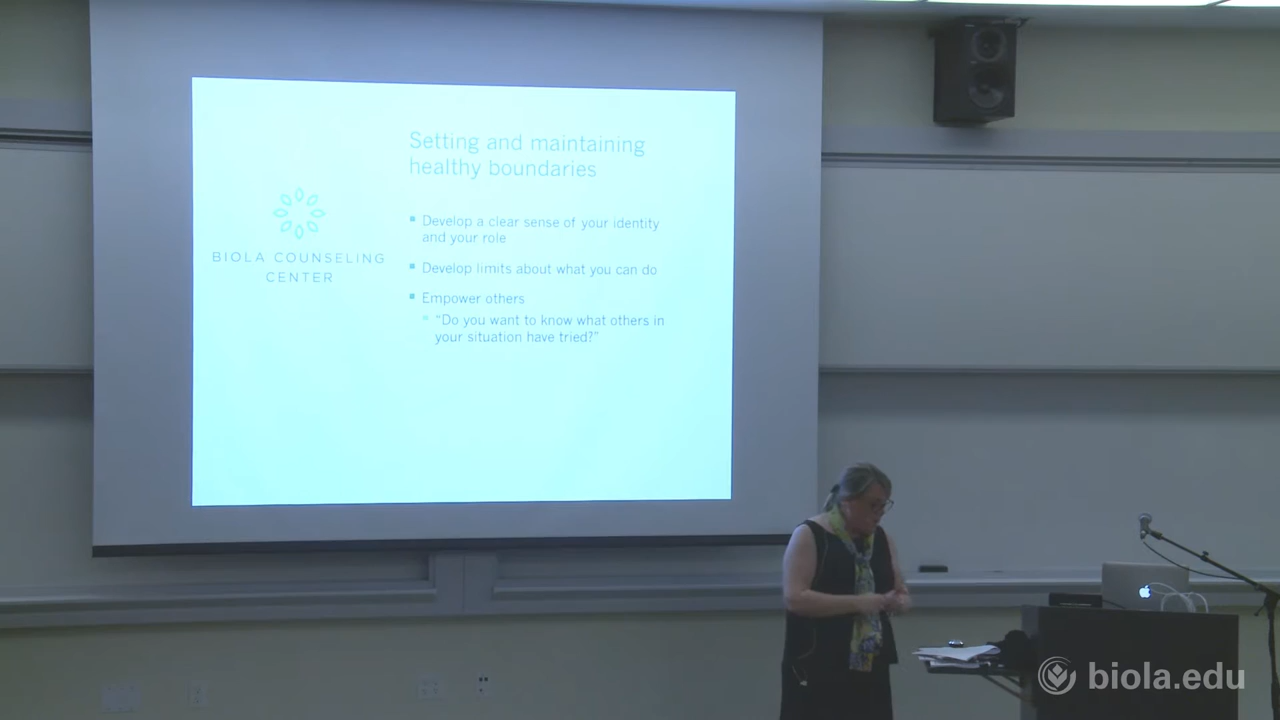 Setting and maintaining
healthy boundaries
BIOLA COUNSELING
CENTER
Develop a clear sense of your identity
and your role
Develop limits about what you can do
Empower others
"Do you want to know what others in
your situation have tried?"
biola.edu